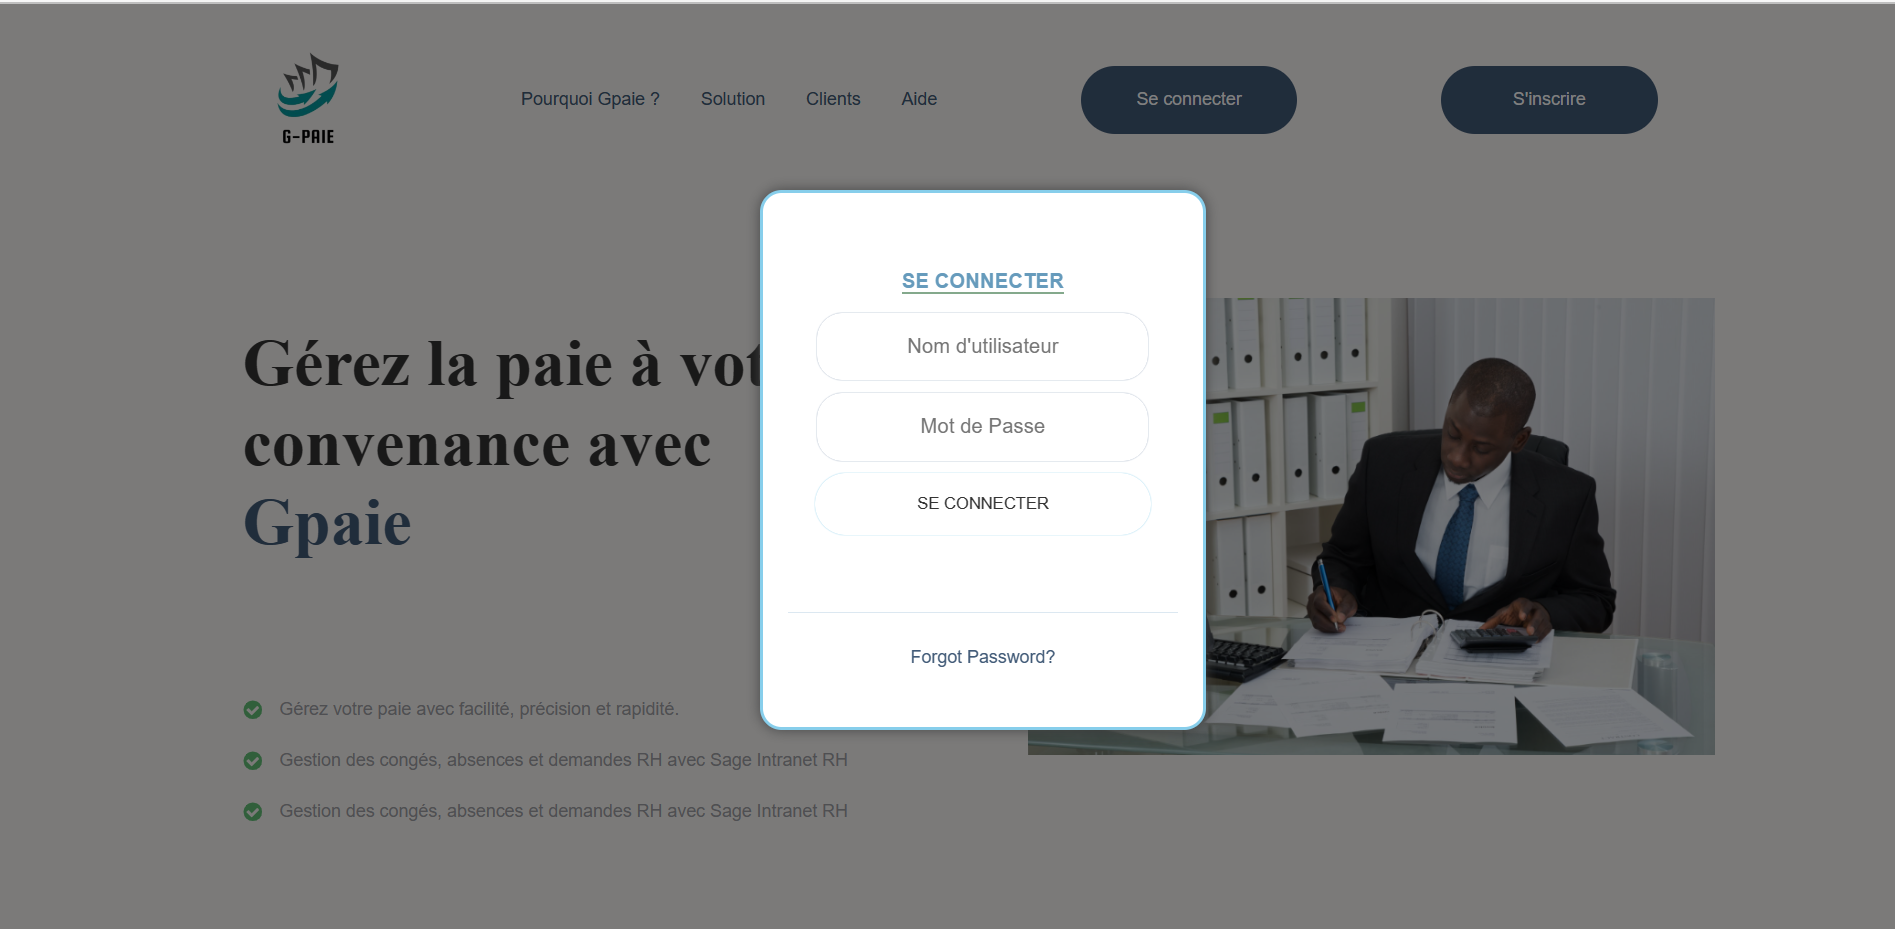 G-PAIE
Pourquoi Gpaie ?
Solution
Clients
Aide
Se connecter
S'inscrire
SE CONNECTER
Nom d'utilisateur
Mot de Passe
SE CONNECTER
Forgot Password?
Gérez la paie à
convenance avec
Gpaie
Gérez votre paie avec facilité, précision et rapidité.
Gestion des congés, absences et demandes RH avec Sage Intranet RH
Gestion des congés, absences et demandes RH avec Sage Intranet RH